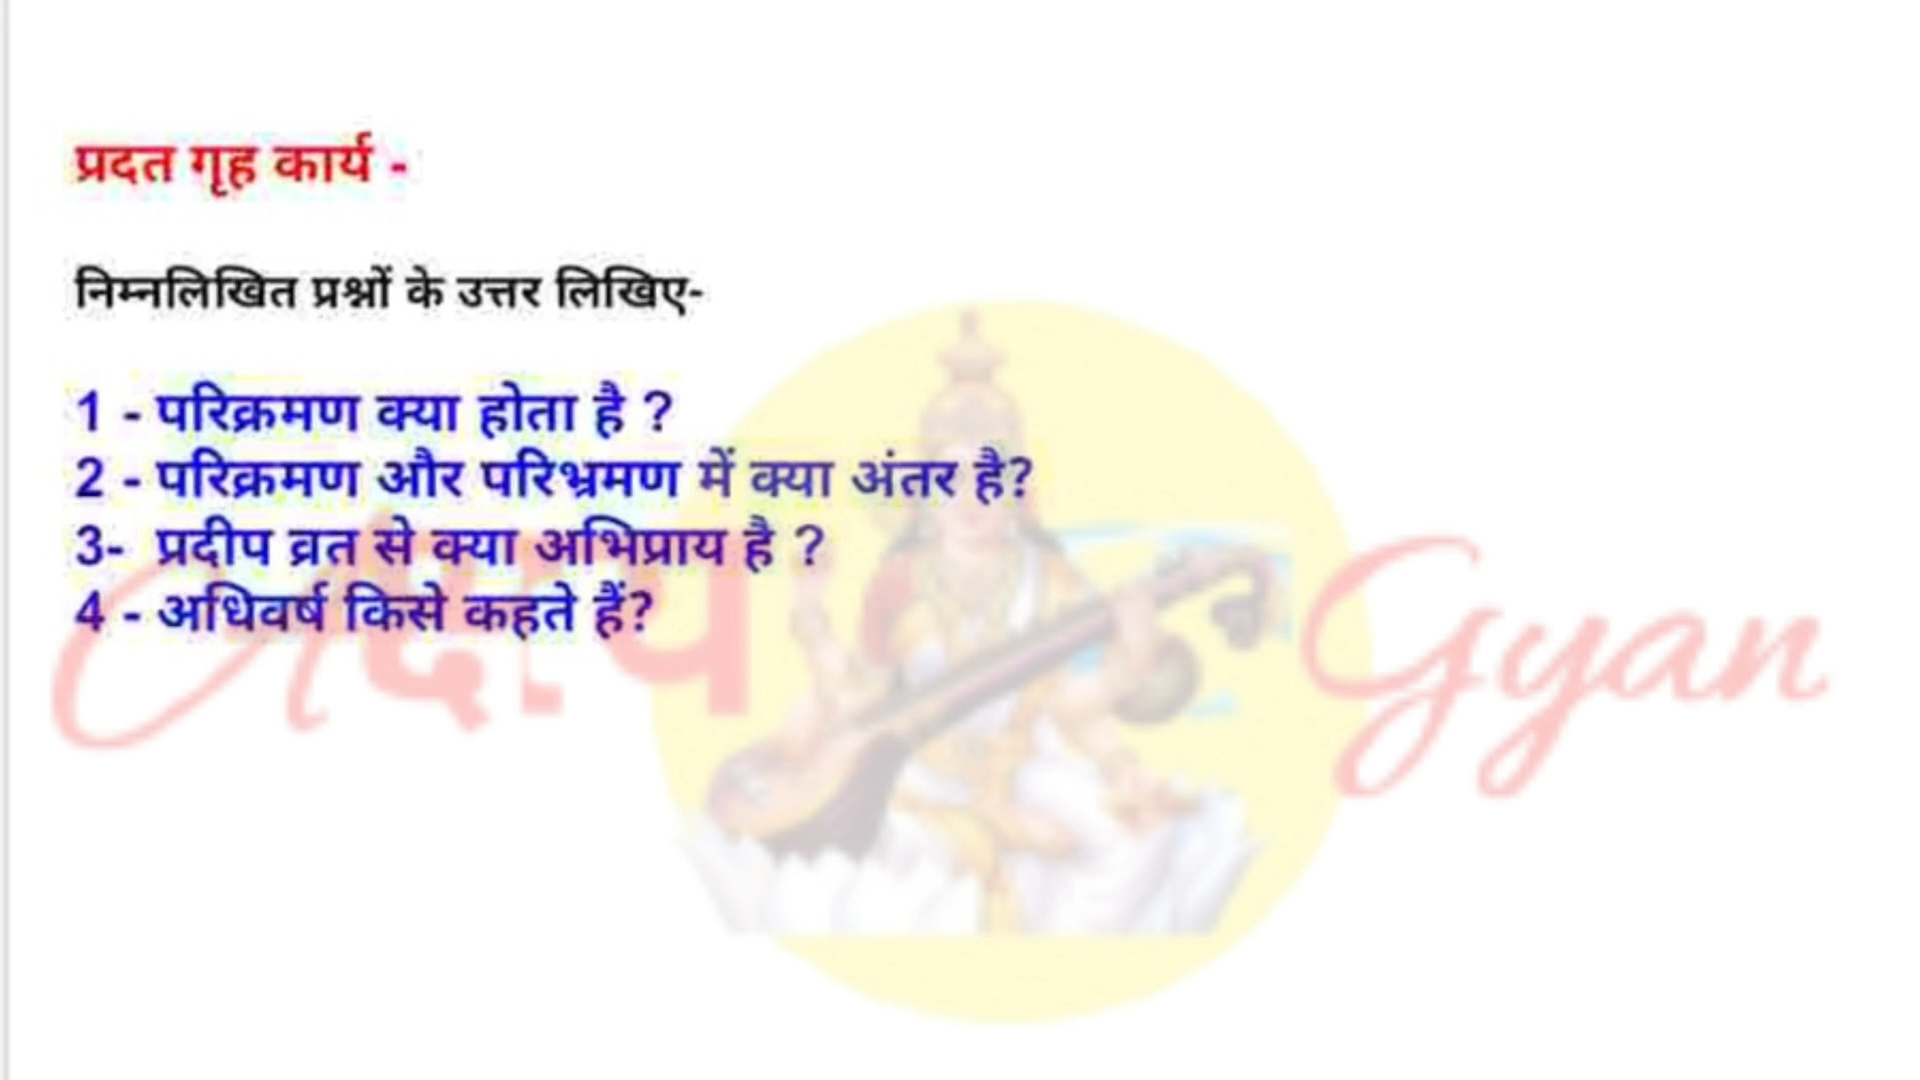 प्रदत गृह कार्य -
निम्नलिखित प्रश्नों के उत्तर लिखिए-
1 - परिक्रमण क्या होता है ?
2 - परिक्रमण और परिभ्रमण में क्या अंतर है?
3- प्रदीप व्रत से क्या अभिप्राय है ?
4 - अधिवर्ष किसे कहते हैं?
Gyan